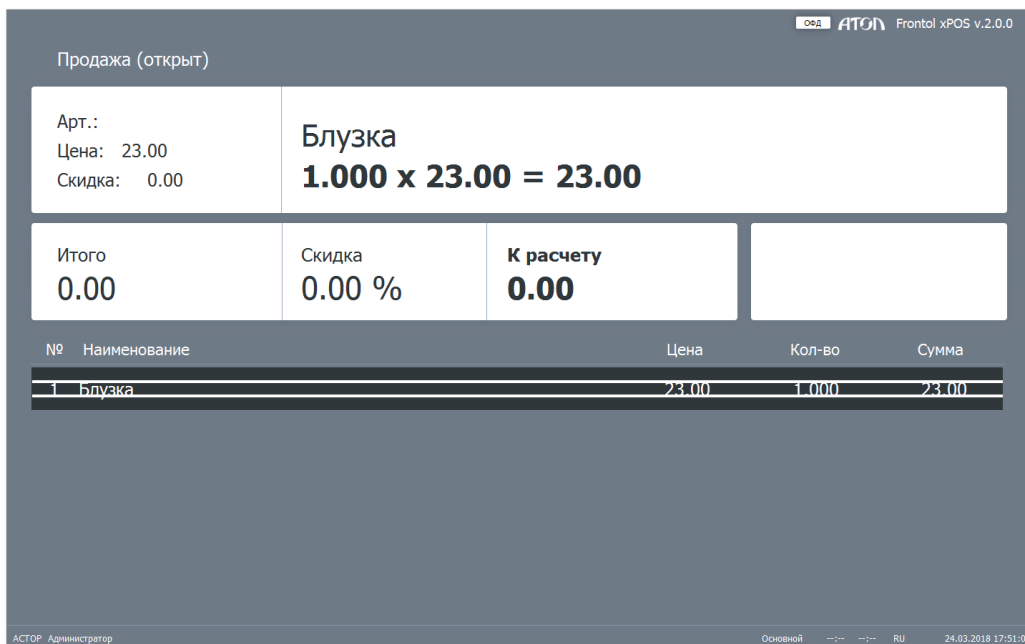 ОФД АТОЛ Frontol xPOS v.2.0.0
Продажа (открыт)
Арт.:
Цена: 23.00
Скидка: 0.00
Блузка
1.000 x 23.00 = 23.00
Итого
0.00
Скидка
0.00 %
К расчету
0.00
№ Наименование Цена Кол-во Сумма
1 Блузка 23.00 1.000 23.00
АСТОР Администратор Основной --:-- --:-- RU 24.03.2018 17:51:0